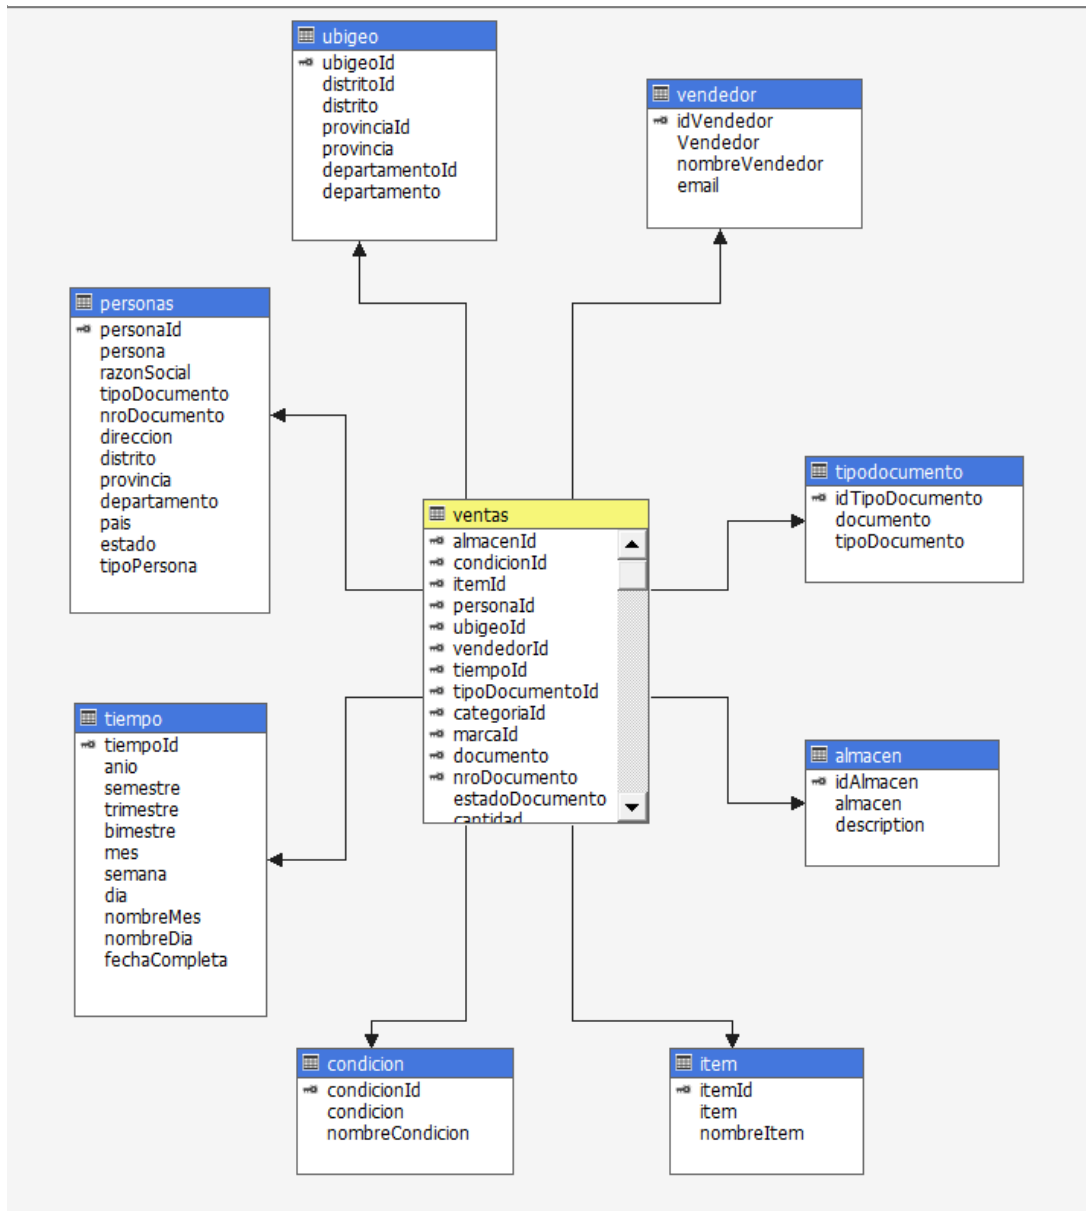 ubigeo
ubigeoId
distritoId
distrito
provinciaId
provincia
departamentoId
departamento
vendedor
idVendedor
Vendedor
nombreVendedor
email
personas
personaId
persona
razonSocial
tipoDocumento
nroDocumento
direccion
distrito
provincia
departamento
pais
estado
tipoPersona
tipodocumento
idTipoDocumento
documento
tipoDocumento
ventas
almacenId
condicionId
itemId
personaId
ubigeoId
vendedorId
tiempoId
tipoDocumentoId
categoriaId
marcaId
documento
nroDocumento
estadoDocumento
cantidad
tiempo
tiempoId
anio
semestre
trimestre
bimestre
mes
semana
dia
nombreMes
nombreDia
fechaCompleta
almacen
idAlmacen
almacen
description
condicion
condicionId
condicion
nombreCondicion
item
itemId
item
nombreItem